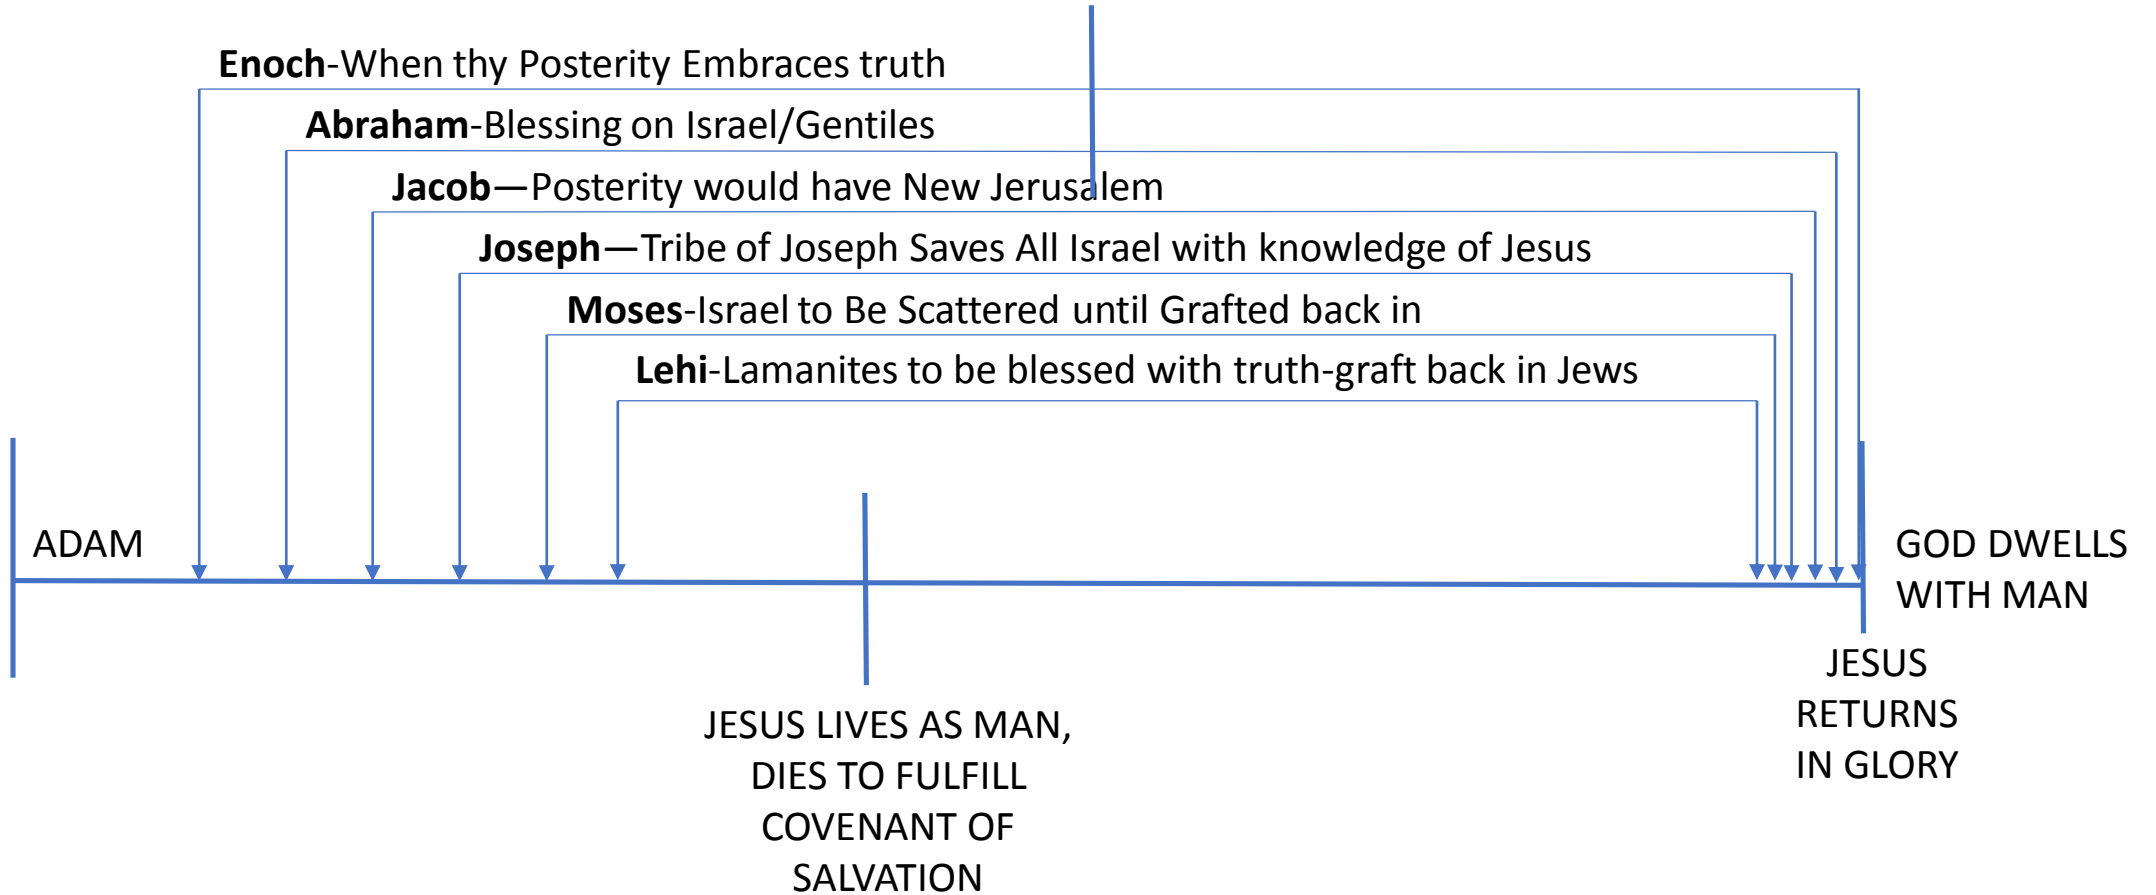 Enoch-When thy Posterity Embraces truth
Abraham-Blessing on Israel/Gentiles
Jacob—Posterity would have New Jerusalem
Joseph—Tribe of Joseph Saves All Israel with knowledge of Jesus
Moses-Israel to Be Scattered until Grafted back in
Lehi-Lamanites to be blessed with truth-graft back in Jews
ADAM
GOD DWELLS
WITH MAN
JESUS
RETURNS
IN GLORY
JESUS LIVES AS MAN,
DIES TO FULFILL
COVENANT OF
SALVATION